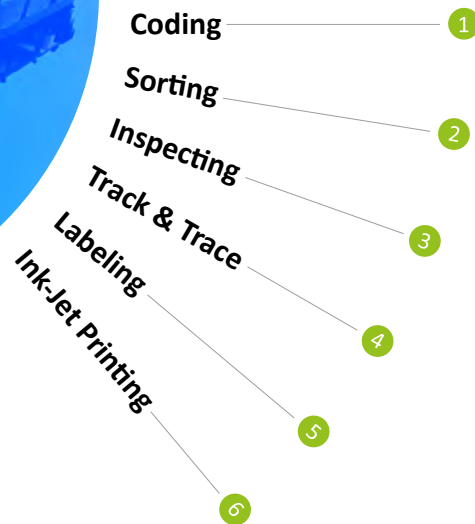 Coding 1
Sorting 2
Inspecting 3
Track & Trace 4
Labeling 5
Ink-Jet Printing 6